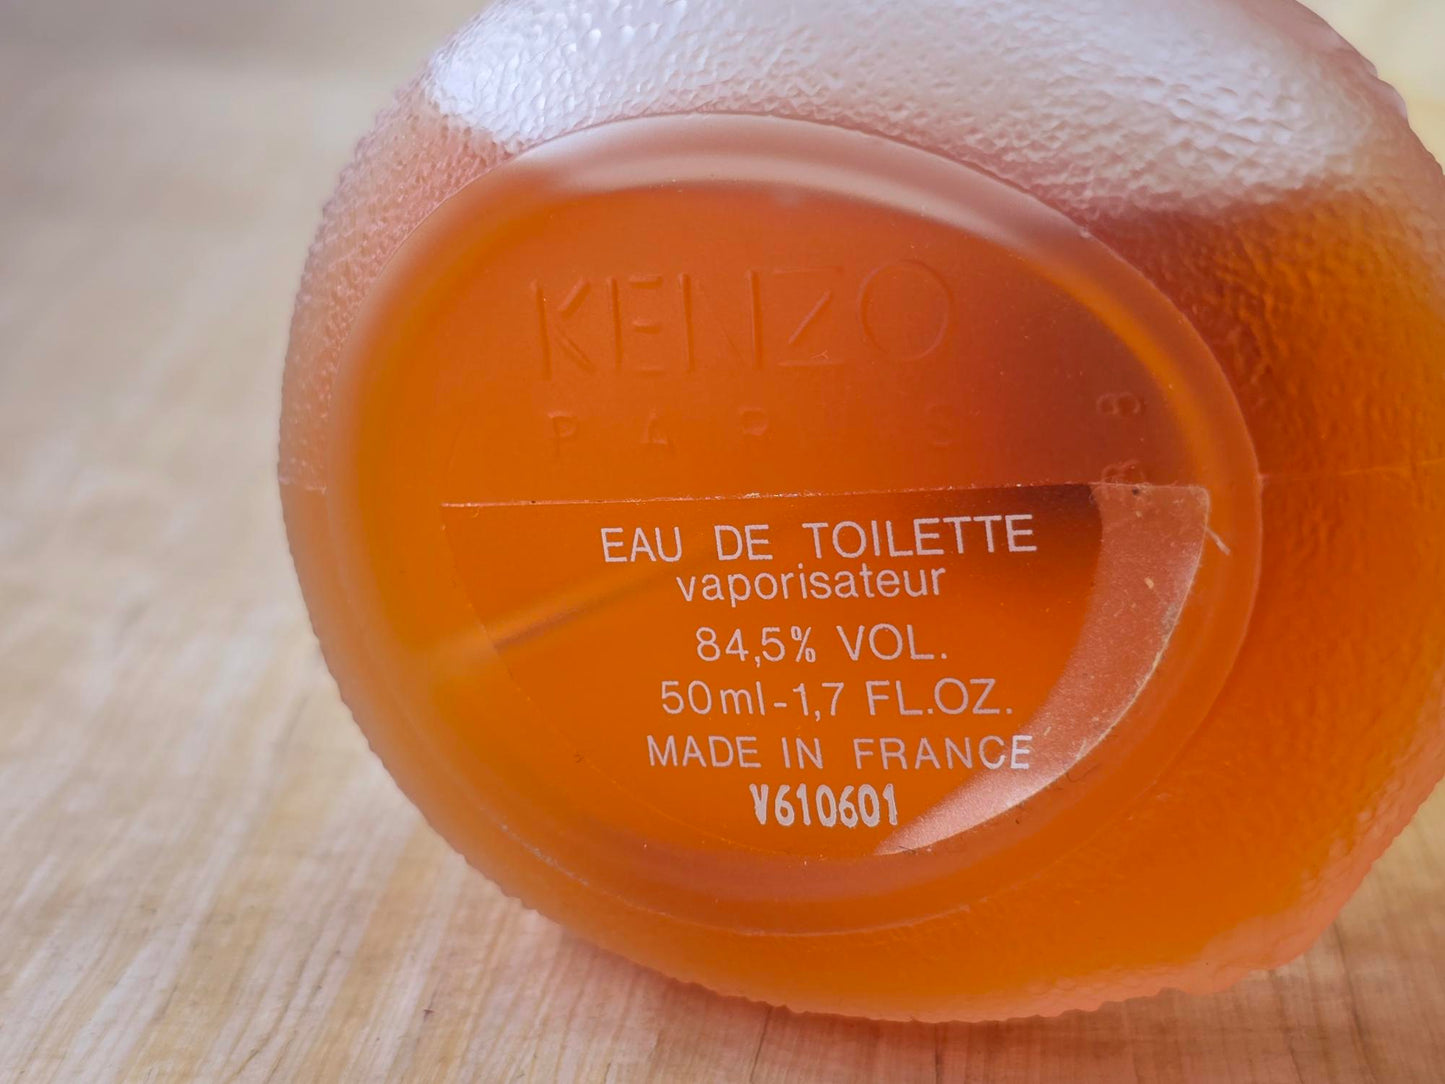 KENZO
PARIS
EAU DE TOILETTE
vaporisateur
84,5% VOL.
50ml-1,7 FL.OZ.
MADE IN FRANCE
V610601